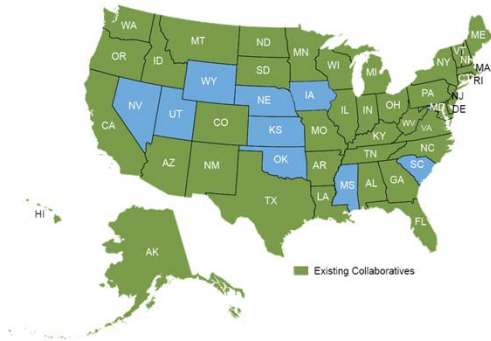 WA
MT
ND
MN
ME
VT
NH
OR
ID
SD
WI
MI
NY
MA
RI
CT
WY
IA
PA
NJ
NV
NE
IL
IN
OH
MD
DE
UT
CO
KS
MO
WV
VA
CA
KY
AZ
NM
OK
AR
TN
NC
SC
TX
LA
MS
AL
GA
FL
HI
AK
Existing Collaboratives